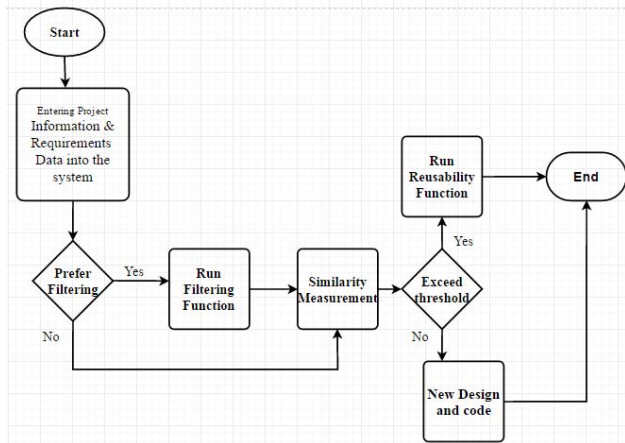 Start
Entering Project
Information &
Requirements
Data into the
system
Prefer
Filtering
Yes
No
Run
Filtering
Function
Similarity
Measurement
Exceed
threshold
Yes
No
Run
Reusability
Function
New Design
and code
End